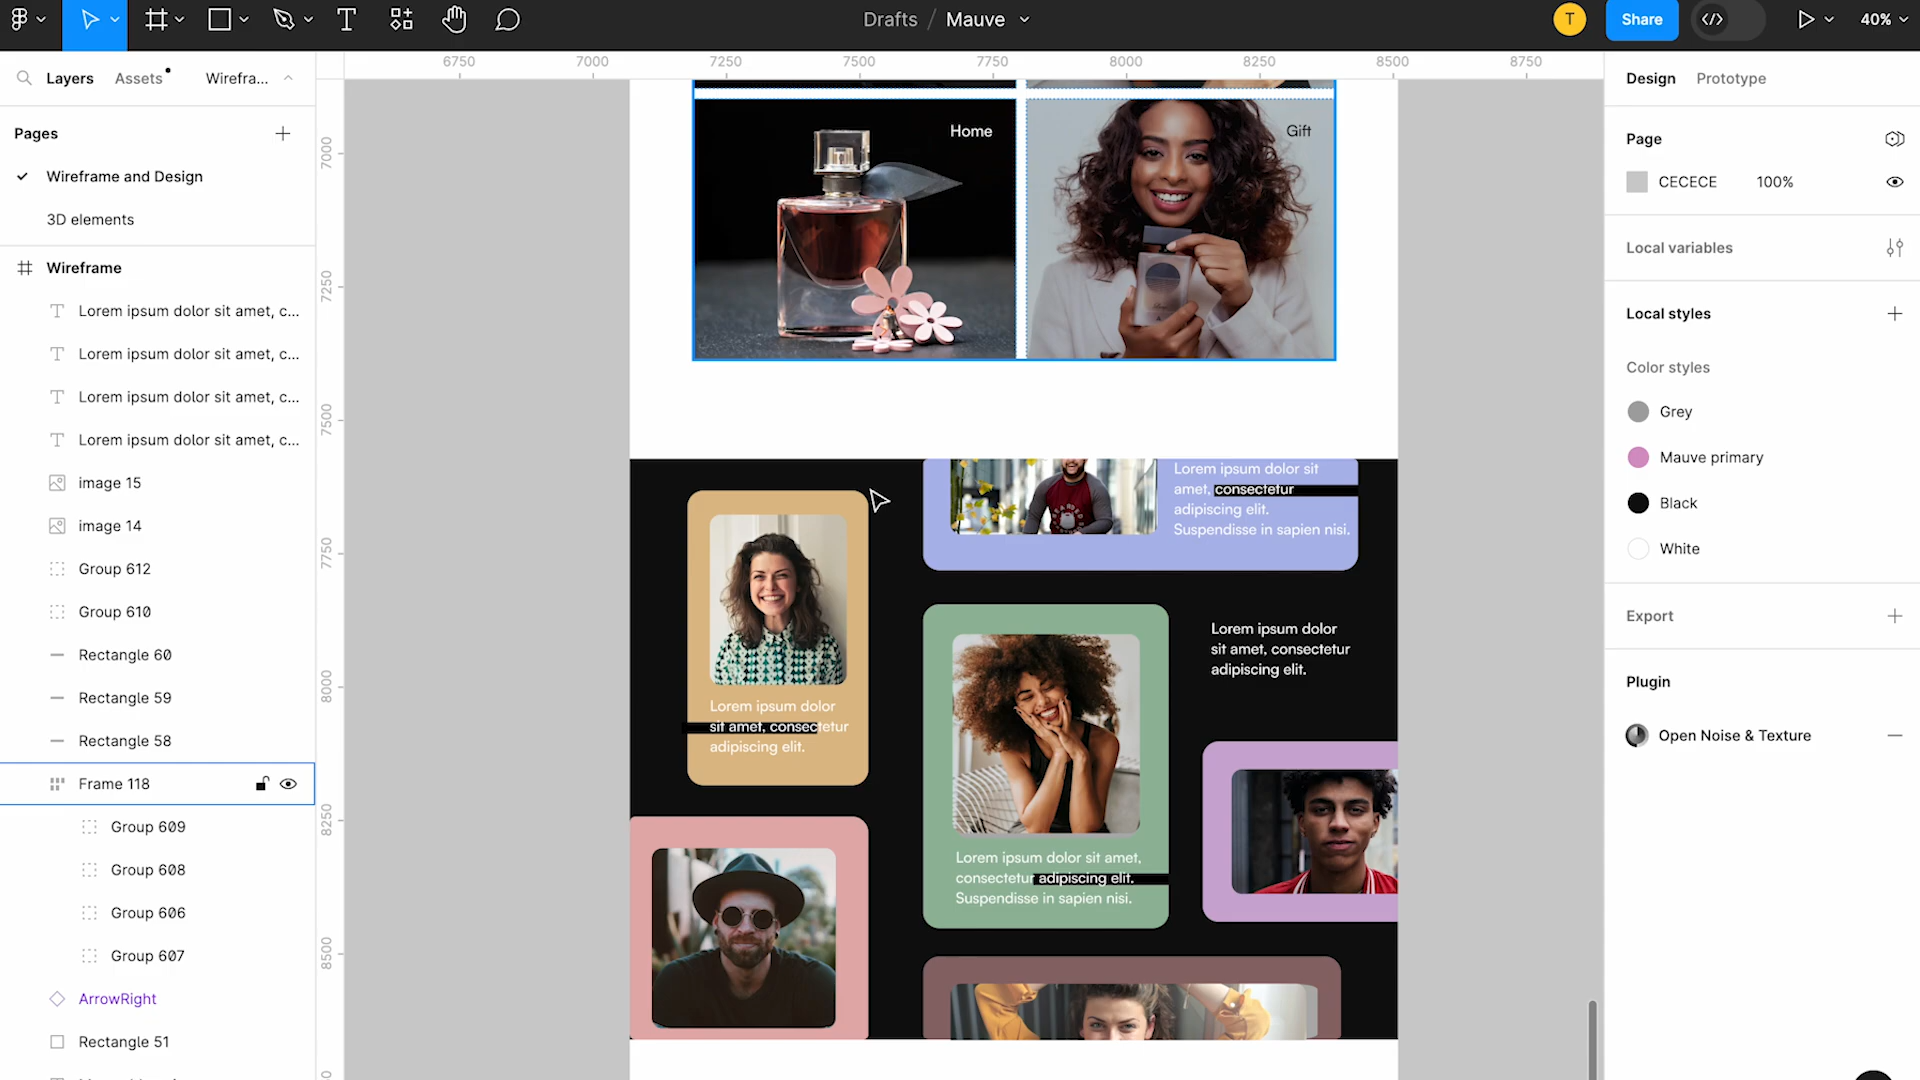 Drafts / Mauve
T
Share
40%
Layers
Assets
Wirefra...
Pages
Wireframe and Design
3D elements
Wireframe
Lorem ipsum dolor sit amet, c...
Lorem ipsum dolor sit amet, c...
Lorem ipsum dolor sit amet, c...
Lorem ipsum dolor sit amet, c...
image 15
image 14
Group 612
Group 610
Rectangle 60
Rectangle 59
Rectangle 58
Frame 118
Group 609
Group 608
Group 606
Group 607
ArrowRight
Rectangle 51
6750
7000
7250
7500
7750
8000
8250
8500
8750
7000
7250
7500
7750
8000
8250
8500
Home
Gift
Lorem ipsum dolor sit
amet, consectetur
adipiscing elit.
Suspendisse in sapien nisi.
Lorem ipsum dolor
sit amet, consectetur
adipiscing elit.
Lorem ipsum dolor
sit amet, consectetur
adipiscing elit.
Lorem ipsum dolor sit amet,
consectetur adipiscing elit.
Suspendisse in sapien nisi.
Design
Prototype
Page
CECECE
100%
Local variables
Local styles
Color styles
Grey
Mauve primary
Black
White
Export
Plugin
Open Noise & Texture